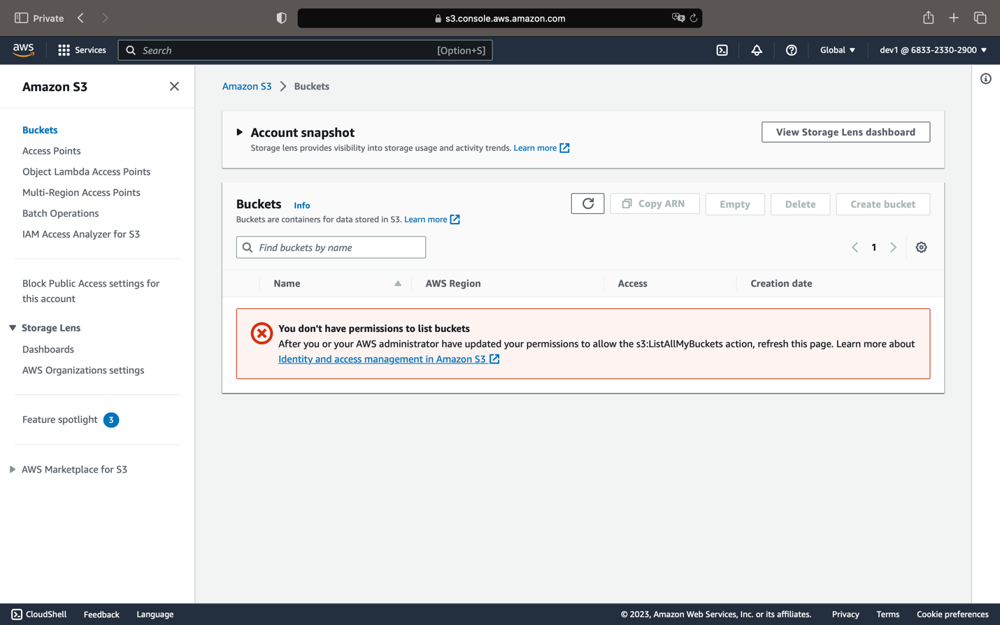 Private
s3.console.aws.amazon.com
aws
Services
Search
[Option+S]
Global
dev1 @ 6833-2330-2900
Amazon S3
Buckets
Access Points
Object Lambda Access Points
Multi-Region Access Points
Batch Operations
IAM Access Analyzer for S3
Block Public Access settings for
this account
Storage Lens
Dashboards
AWS Organizations settings
Feature spotlight 3
AWS Marketplace for S3
Amazon S3 > Buckets
Account snapshot
Storage lens provides visibility into storage usage and activity trends. Learn more
View Storage Lens dashboard
Buckets Info
Buckets are containers for data stored in S3. Learn more
Copy ARN
Empty
Delete
Create bucket
Find buckets by name
1
Name
AWS Region
Access
Creation date
You don't have permissions to list buckets
After you or your AWS administrator have updated your permissions to allow the s3:ListAllMyBuckets action, refresh this page. Learn more about
Identity and access management in Amazon S3
CloudShell
Feedback
Language
© 2023, Amazon Web Services, Inc. or its affiliates.
Privacy
Terms
Cookie preferences